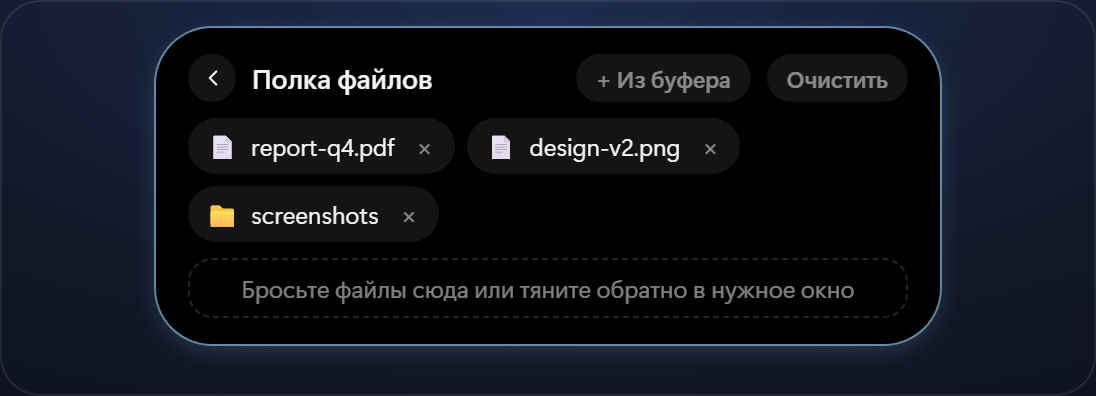 Полка файлов + Из буфера Очистить
report-q4.pdf × design-v2.png ×
screenshots ×
Бросьте файлы сюда или тяните обратно в нужное окно